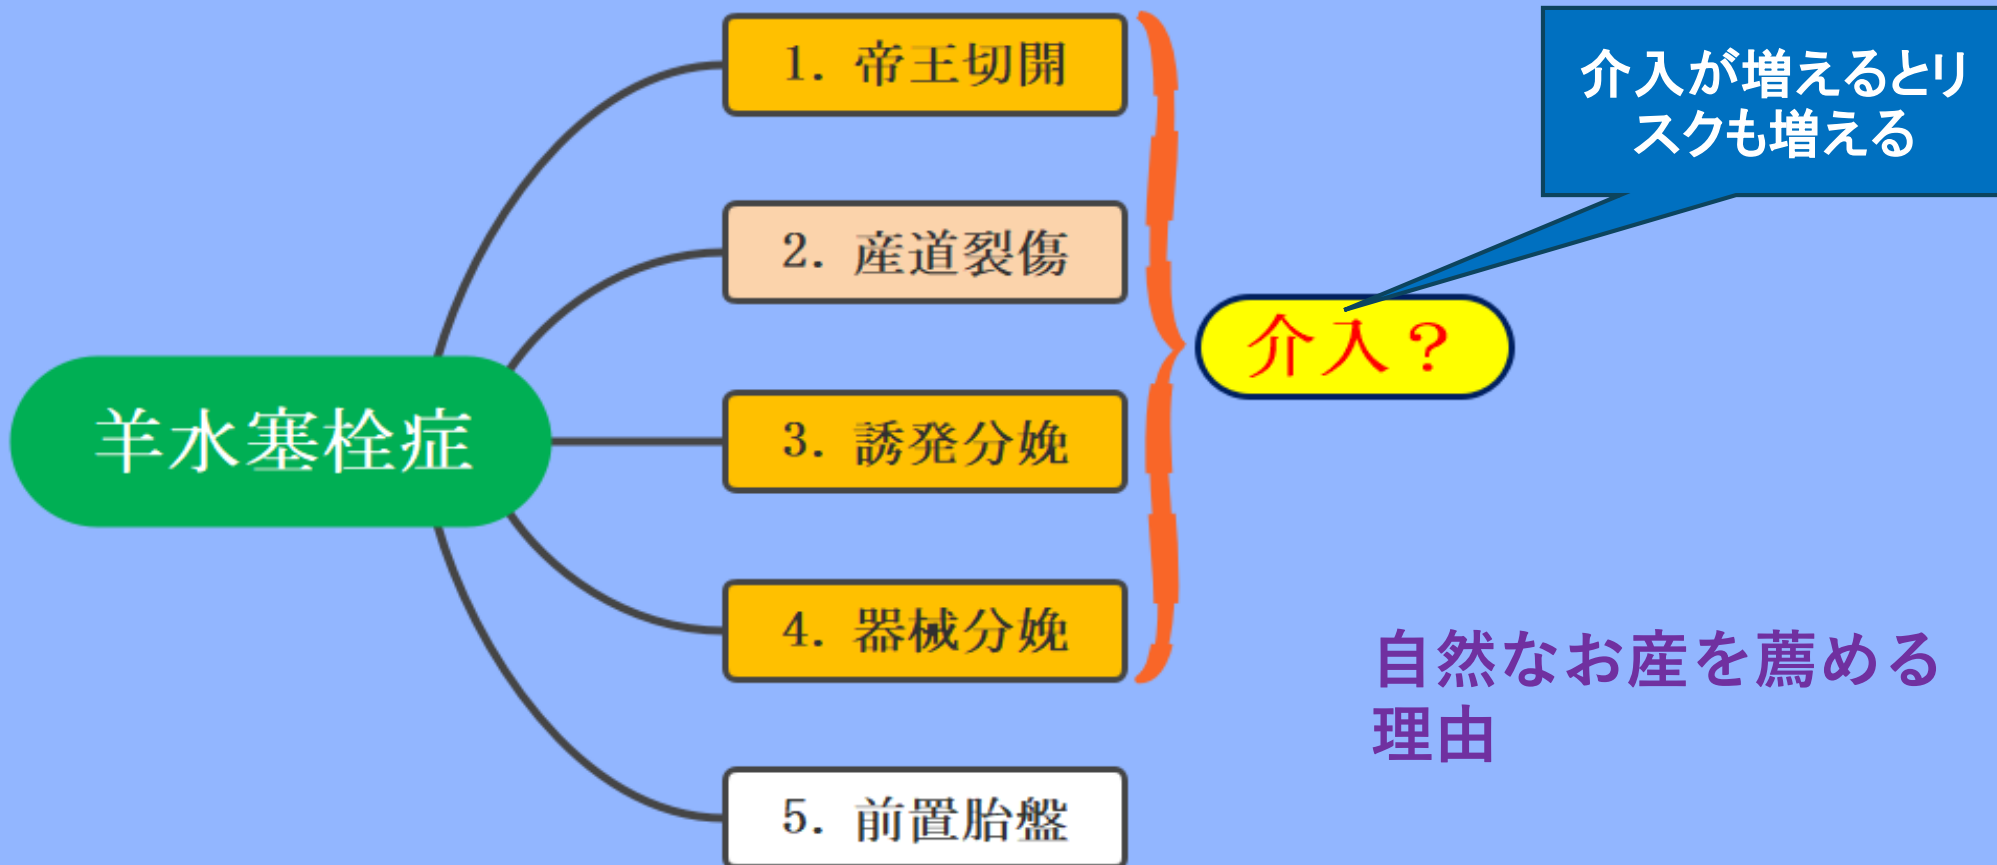 1. 帝王切開
介入が増えるとリ
スクも増える
2. 産道裂傷
介入？
羊水塞栓症
3. 誘発分娩
4. 器械分娩
自然なお産を薦める
理由
5. 前置胎盤